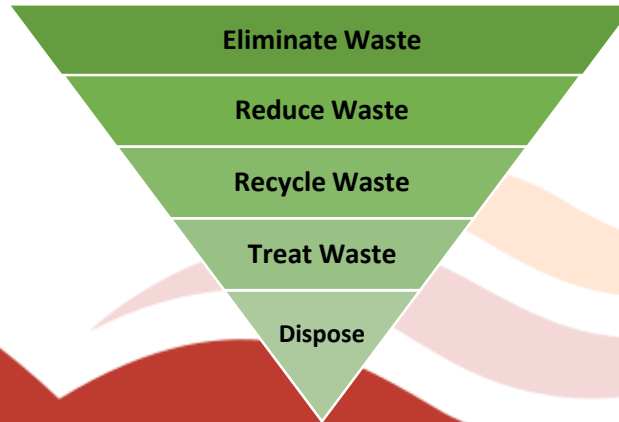 Eliminate Waste
Reduce Waste
Recycle Waste
Treat Waste
Dispose